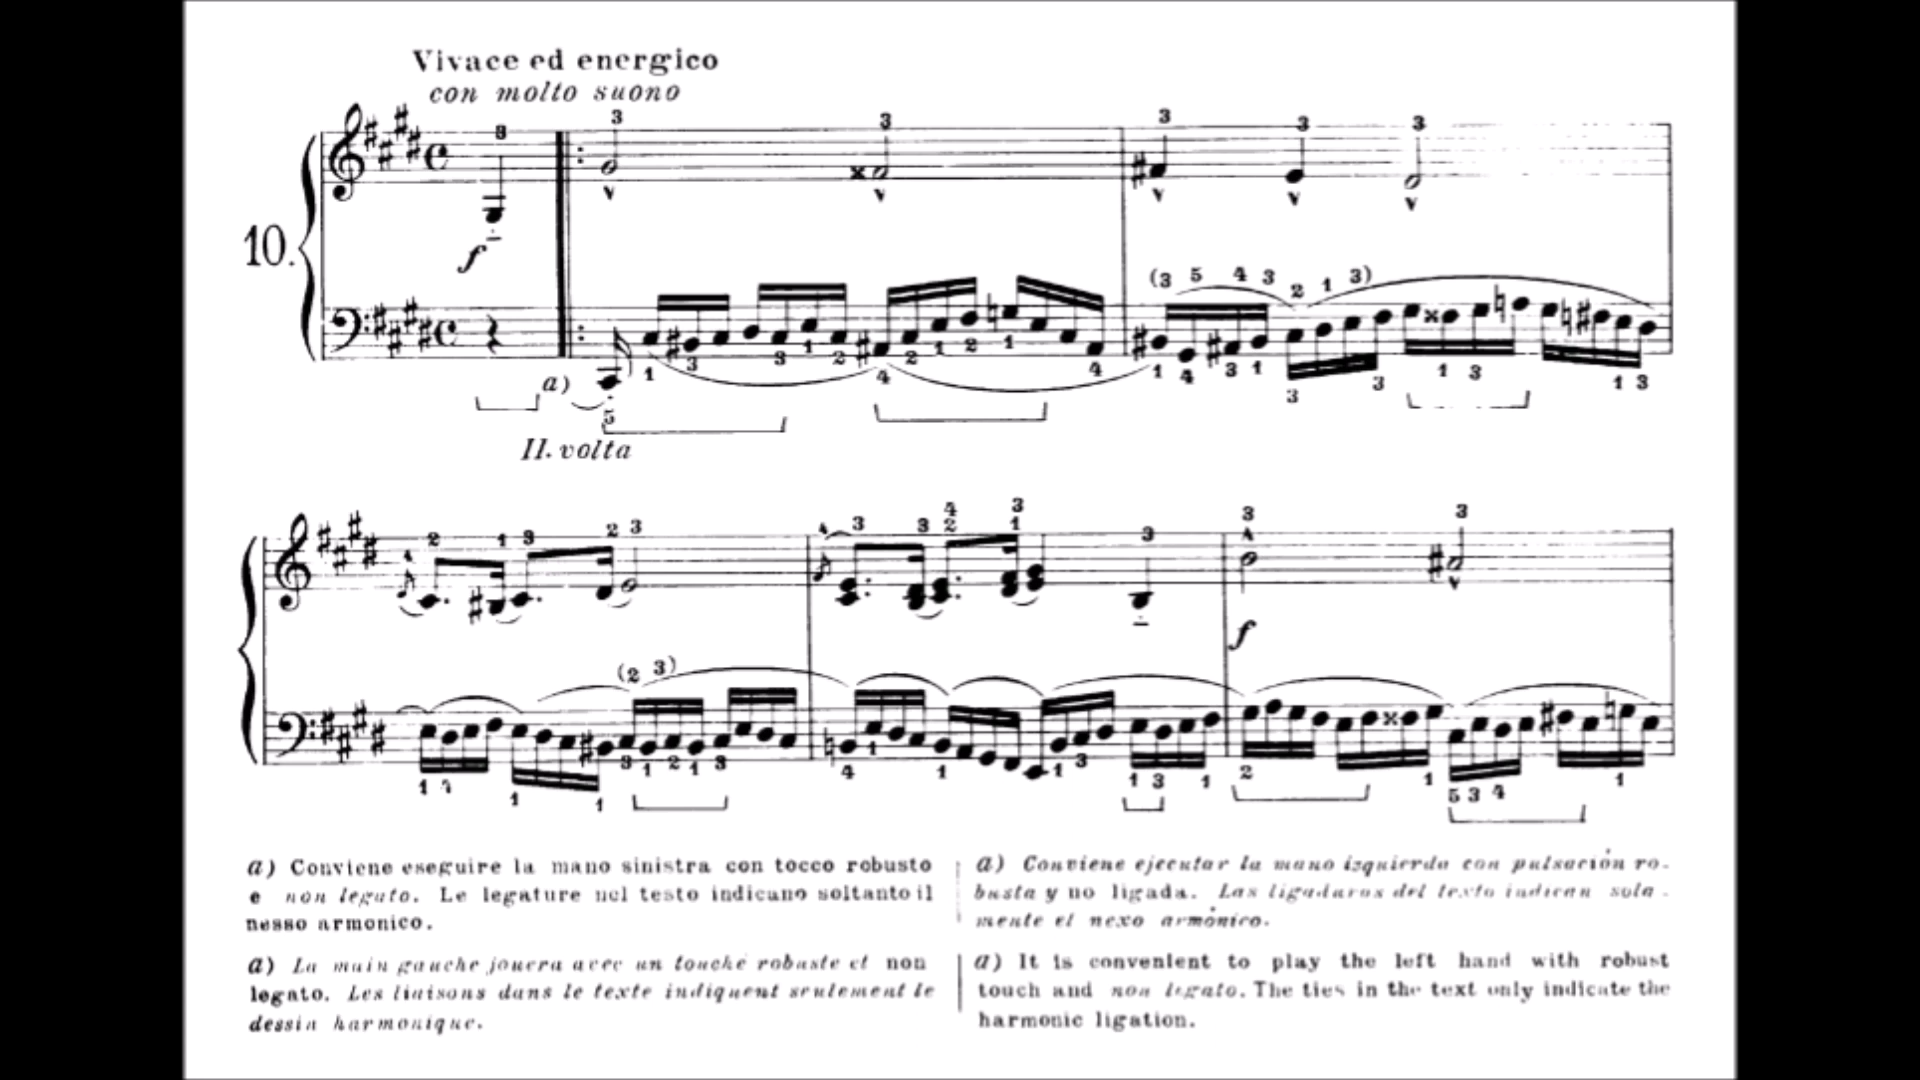 Vivace ed energico
con molto suono
10.
f
a)
II. volta
f
a) Conviene eseguire la mano sinistra con tocco robusto
e non legato. Le legature nel testo indicano soltanto il
nesso armonico.
a) La main gauche jouera avec un touché robuste et non
legato. Les liaisons dans le texte indiquent seulement le
dessin harmonique.
a) Conviene ejecutar la mano izquierda con pulsación ro-
busta y no ligada. Las ligaduras del texto indican sola-
mente el nexo armónico.
a) It is convenient to play the left hand with robust
touch and non legato. The ties in the text only indicate the
harmonic ligation.